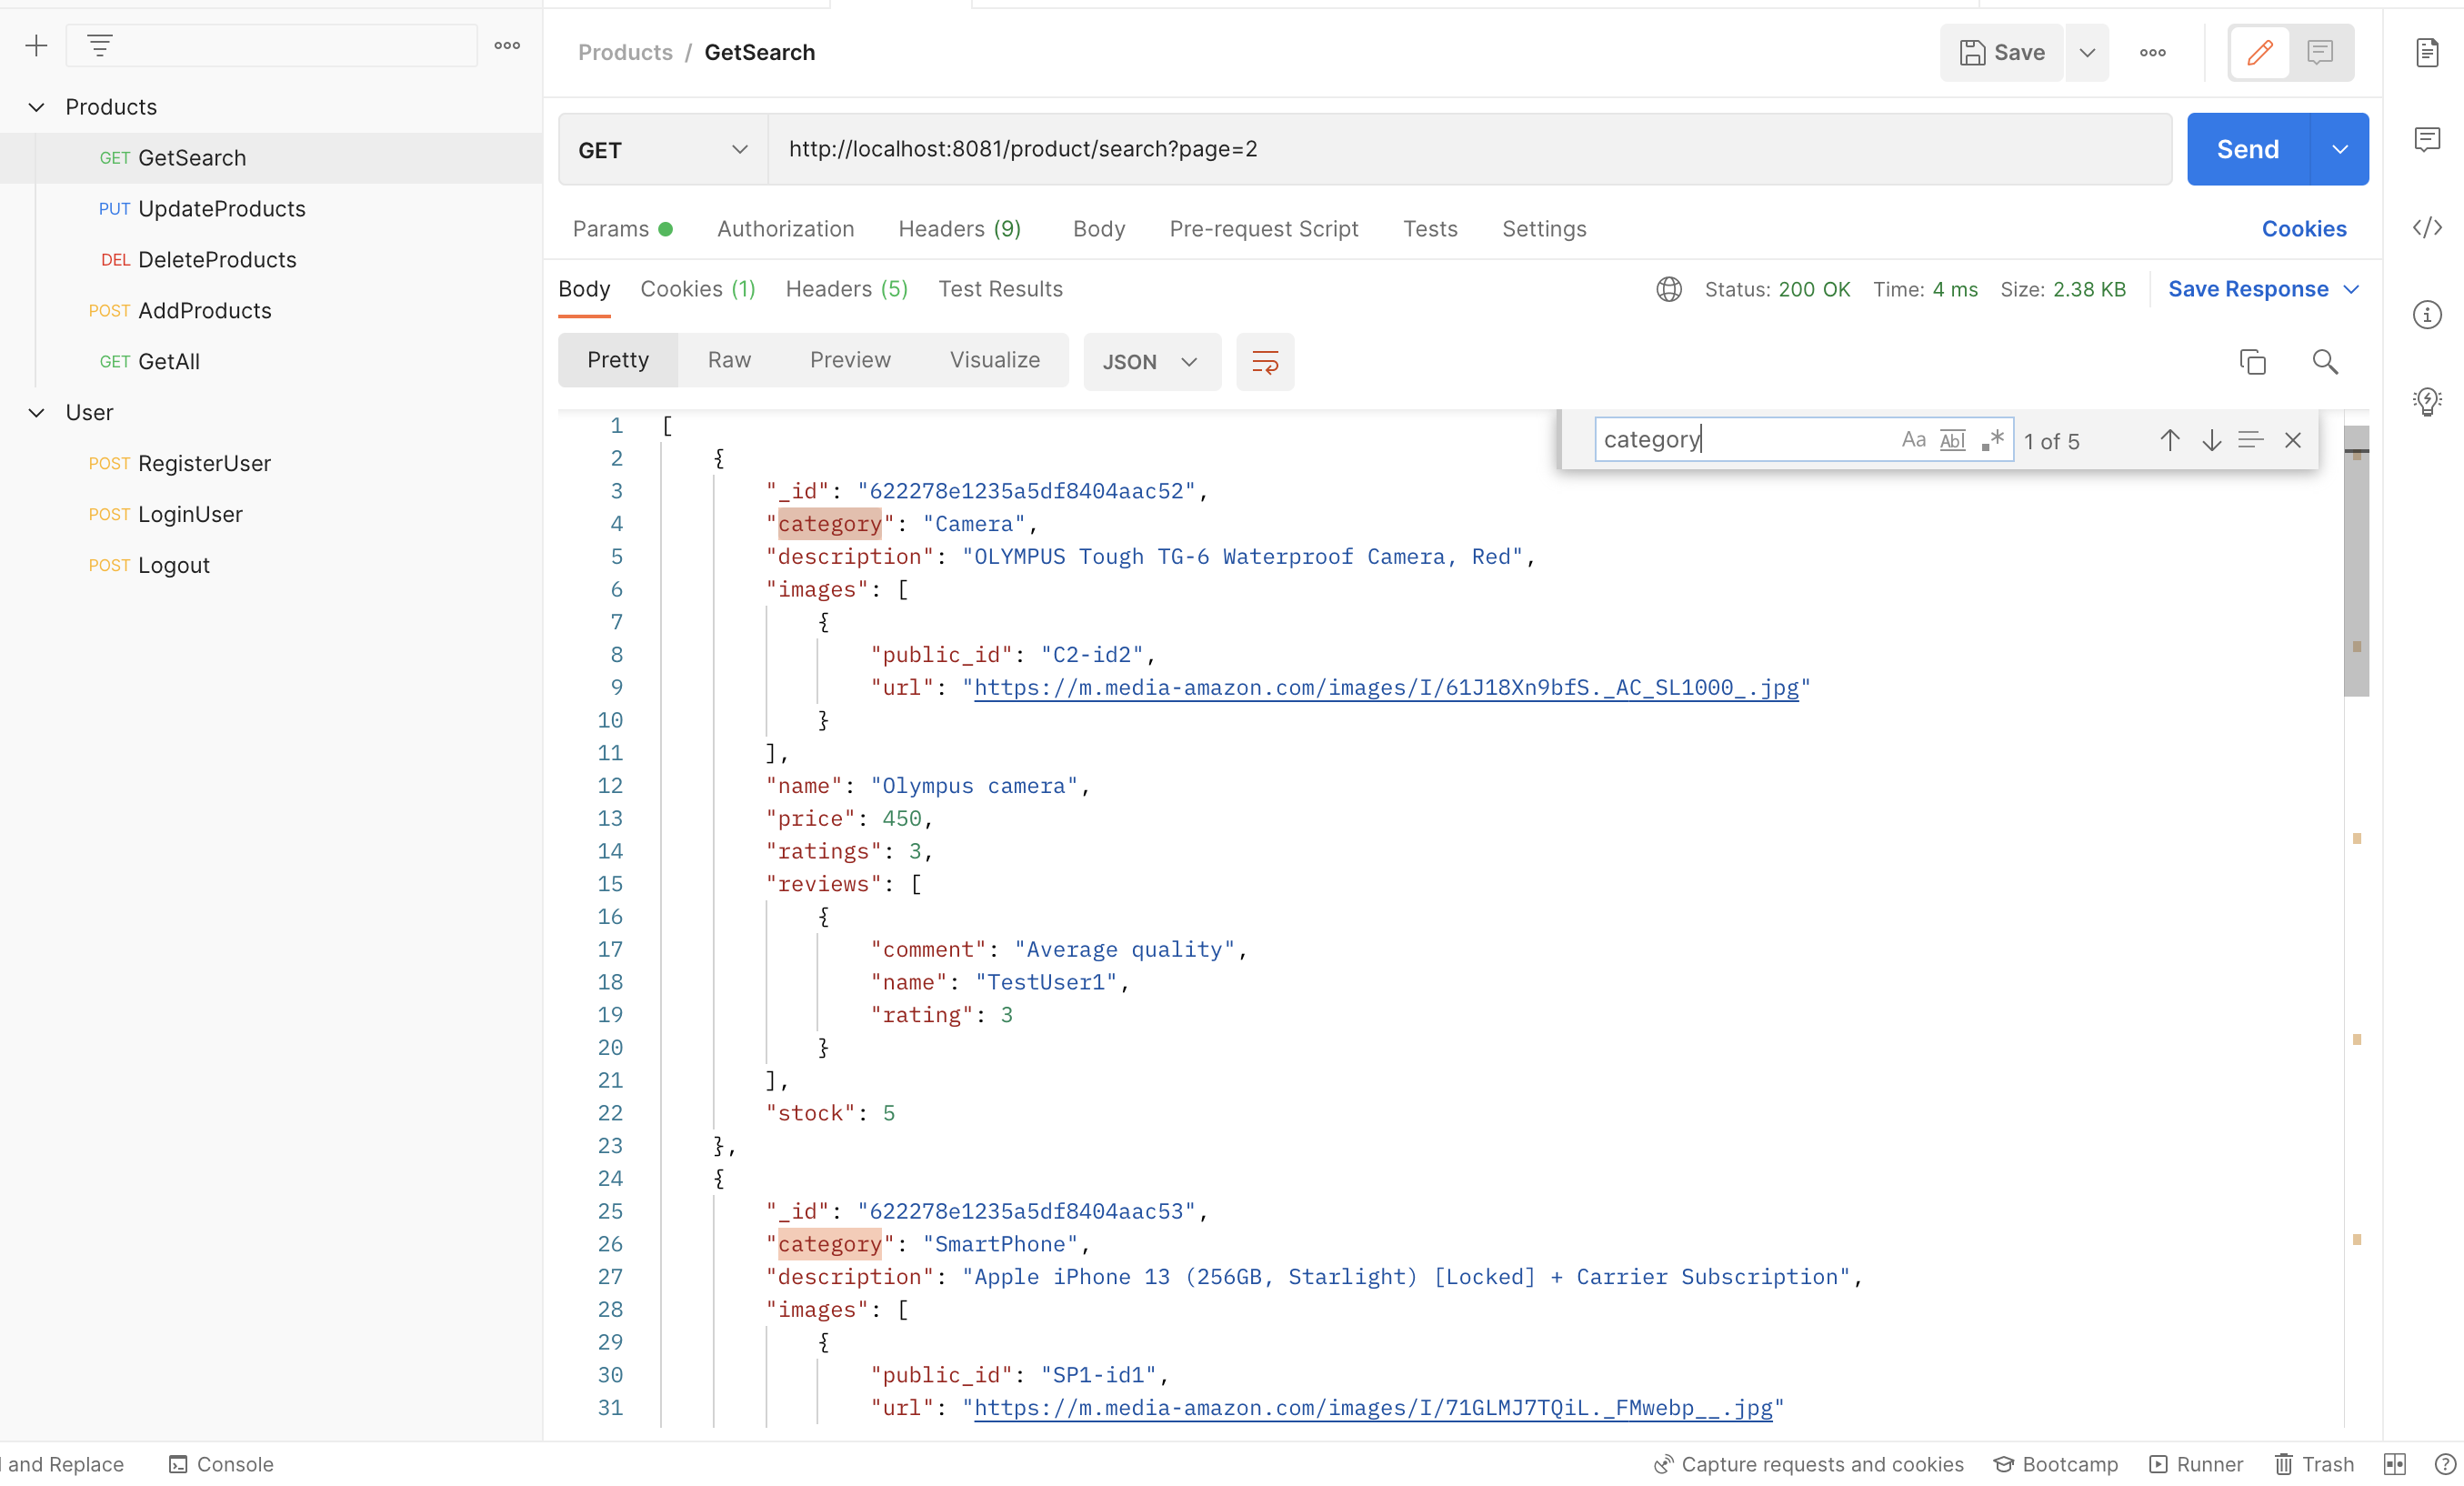 Products
GET GetSearch
PUT UpdateProducts
DEL DeleteProducts
POST AddProducts
GET GetAll
User
POST RegisterUser
POST LoginUser
POST Logout
Products / GetSearch
Save
GET http://localhost:8081/product/search?page=2
Send
Params Authorization Headers (9) Body Pre-request Script Tests Settings Cookies
Body Cookies (1) Headers (5) Test Results Status: 200 OK Time: 4 ms Size: 2.38 KB Save Response
Pretty Raw Preview Visualize JSON
category Aa Abl .* 1 of 5
1 [
2 {
3 "_id": "622278e1235a5df8404aac52",
4 "category": "Camera",
5 "description": "OLYMPUS Tough TG-6 Waterproof Camera, Red",
6 "images": [
7 {
8 "public_id": "C2-id2",
9 "url": "https://m.media-amazon.com/images/I/61J18Xn9bfS._AC_SL1000_.jpg"
10 }
11 ],
12 "name": "Olympus camera",
13 "price": 450,
14 "ratings": 3,
15 "reviews": [
16 {
17 "comment": "Average quality",
18 "name": "TestUser1",
19 "rating": 3
20 }
21 ],
22 "stock": 5
23 },
24 {
25 "_id": "622278e1235a5df8404aac53",
26 "category": "SmartPhone",
27 "description": "Apple iPhone 13 (256GB, Starlight) [Locked] + Carrier Subscription",
28 "images": [
29 {
30 "public_id": "SP1-id1",
31 "url": "https://m.media-amazon.com/images/I/71GLMJ7TQiL._FMwebp__.jpg"
and Replace Console Capture requests and cookies Bootcamp Runner Trash